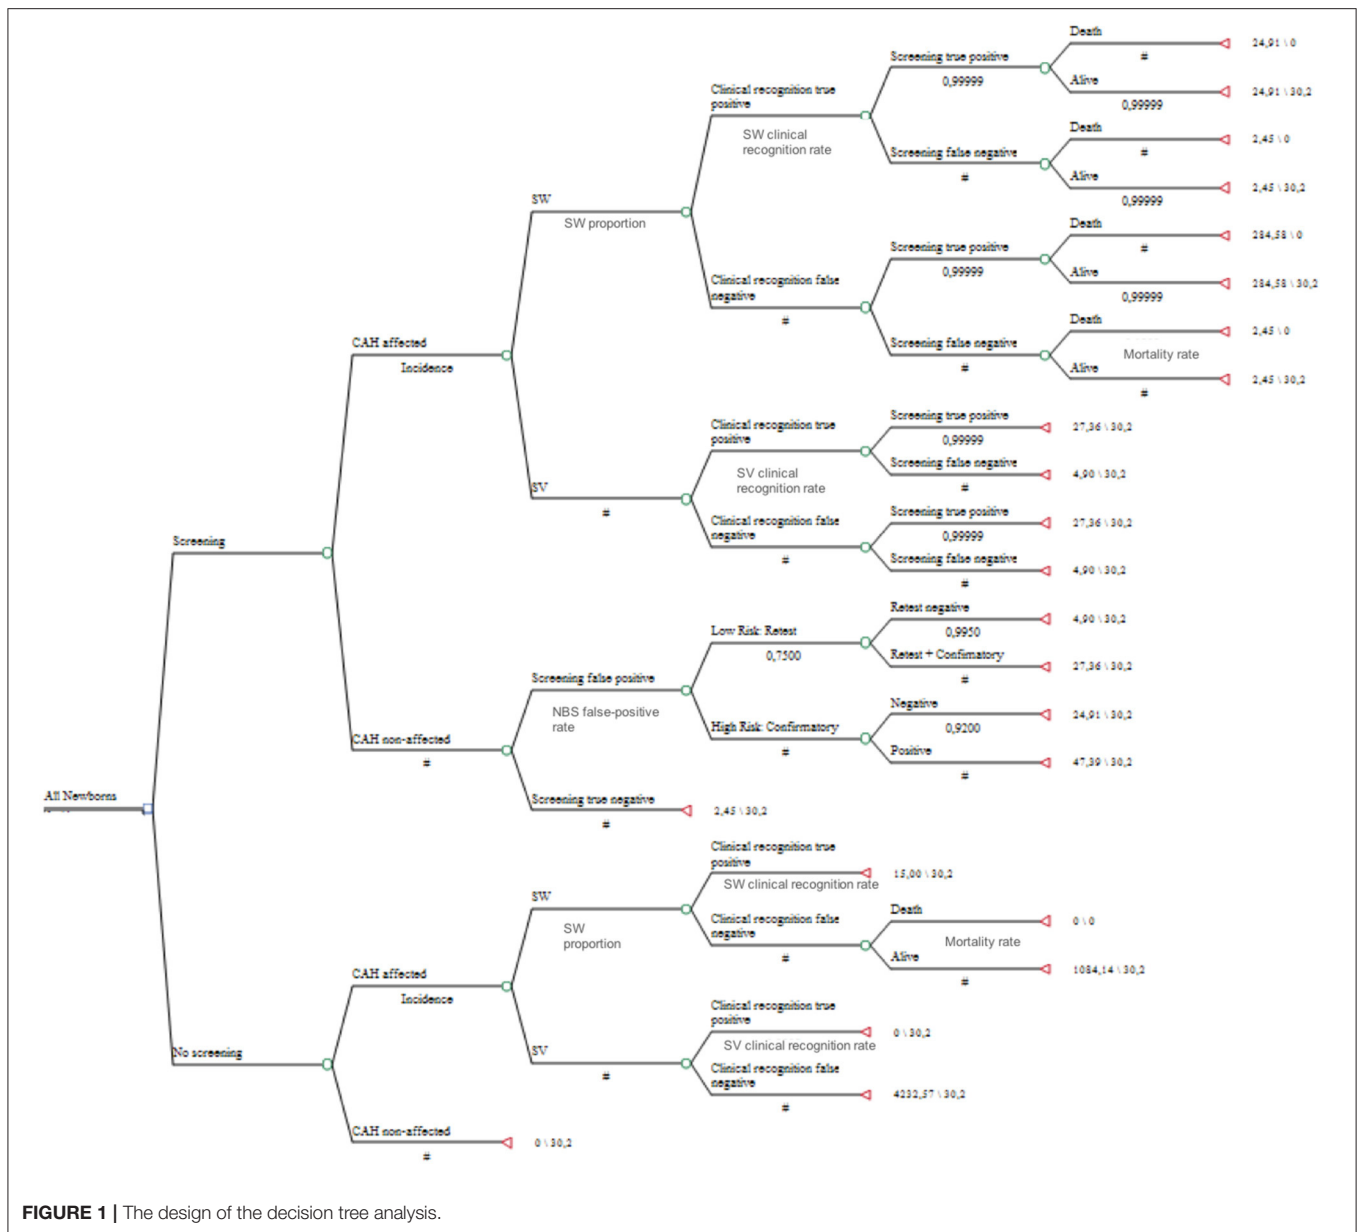 Death
24,91 \ 0
Screening true positive
#
0,99999
Alive
24,91 \ 30,2
Clinical recognition true
positive
0,99999
Death
2,45 \ 0
SW clinical
recognition rate
Screening false negative
#
#
Alive
2,45 \ 30,2
SW
0,99999
SW proportion
Death
284,58 \ 0
Screening true positive
#
0,99999
Alive
284,58 \ 30,2
Clinical recognition false
negative
0,99999
#
Death
2,45 \ 0
CAH affected
Screening false negative
Mortality rate
Incidence
#
Alive
2,45 \ 30,2
#
Screening true positive
27,36 \ 30,2
Clinical recognition true
positive
0,99999
Screening false negative
4,90 \ 30,2
SV clinical
recognition rate
#
SV
#
Screening true positive
27,36 \ 30,2
Clinical recognition false
negative
0,99999
Screening
#
Screening false negative
4,90 \ 30,2
#
Retest negative
4,90 \ 30,2
Low Risk: Retest
0,9950
0,7500
Retest + Confirmatory
27,36 \ 30,2
Screening false positive
#
NBS false-positive
rate
Negative
24,91 \ 30,2
High Risk: Confirmatory
0,9200
CAH non-affected
#
Positive
47,39 \ 30,2
#
#
All Newborns
Screening true negative
2,45 \ 30,2
#
Clinical recognition true
positive
15,00 \ 30,2
SW clinical recognition rate
SW
Death
0 \ 0
SW
proportion
Clinical recognition false
negative
Mortality rate
#
Alive
1084,14 \ 30,2
CAH affected
#
Incidence
Clinical recognition true
positive
0 \ 30,2
SV clinical recognition rate
No screening
SV
#
Clinical recognition false
negative
4232,57 \ 30,2
#
CAH non-affected
0 \ 30,2
#
FIGURE 1 | The design of the decision tree analysis.